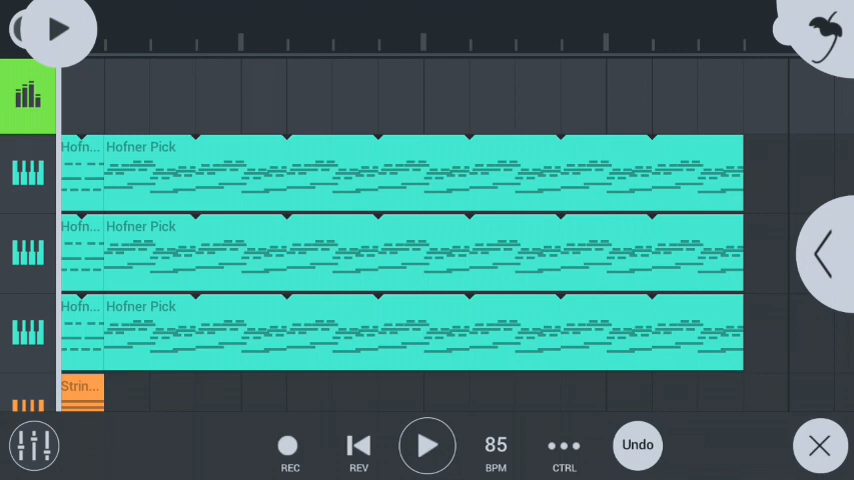 Hofn... Hofner Pick
Hofn... Hofner Pick
Hofn... Hofner Pick
Strin...
85
Undo
REC
REV
BPM
CTRL